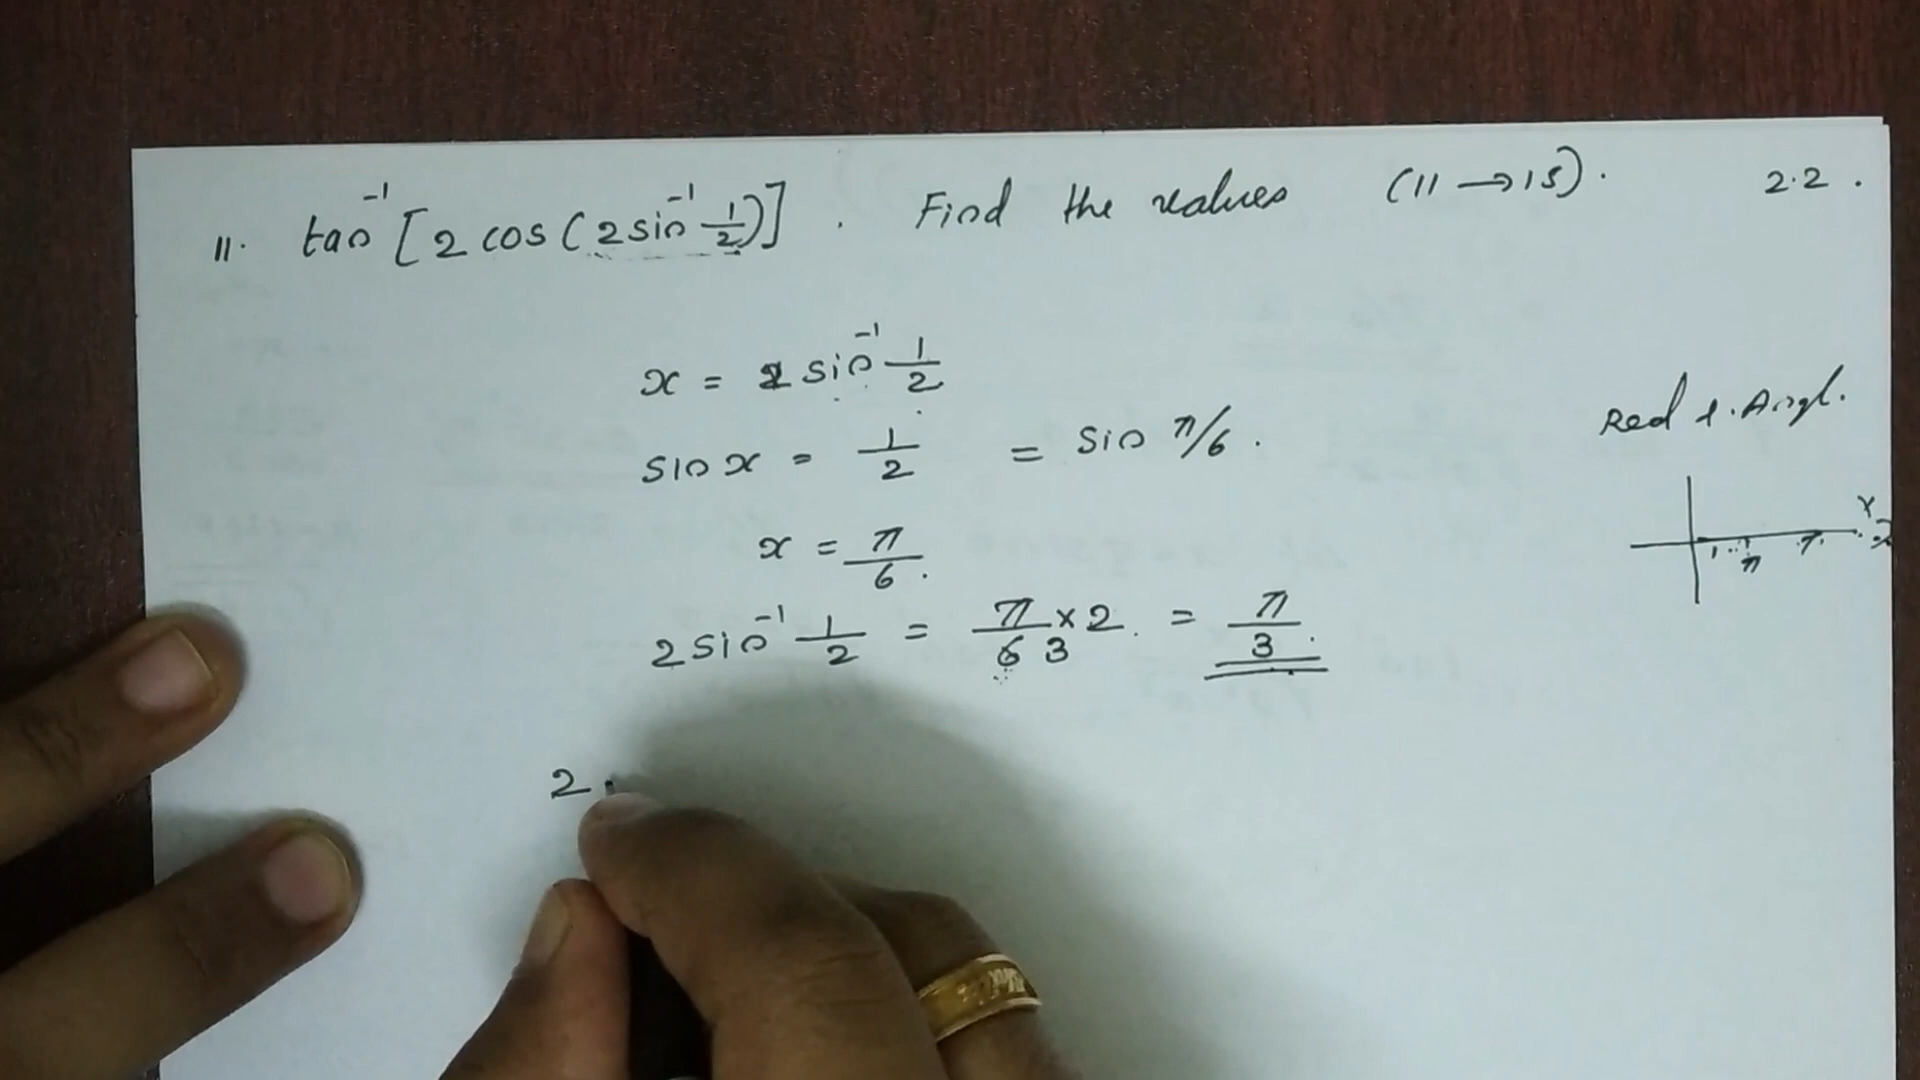 11. tan⁻¹ [2 cos (2 sin⁻¹ 1/2)]. Find the values (11 → 15). 2.2.
x = 2 sin⁻¹ 1/2
sin x = 1/2 = sin π/6.
x = π/6.
2 sin⁻¹ 1/2 = π/6 3 × 2. = π/3.
2
Angl.
x
π